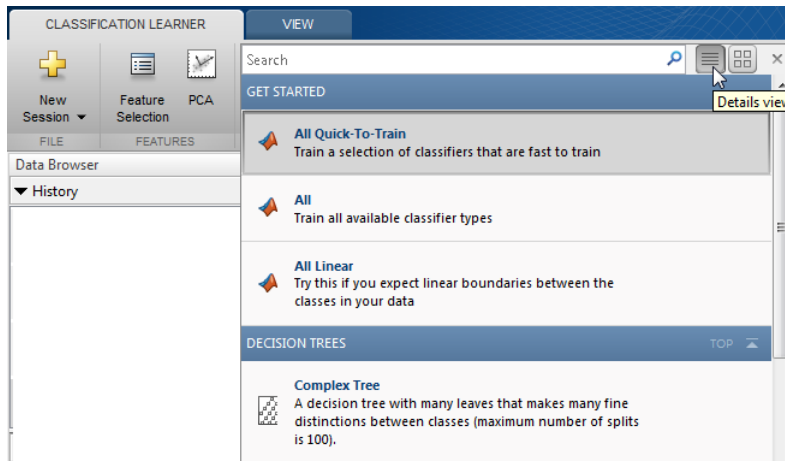 CLASSIFICATION LEARNER
VIEW
New
Session
Feature
Selection
PCA
FILE
FEATURES
Search
Details view
GET STARTED
All Quick-To-Train
Train a selection of classifiers that are fast to train
All
Train all available classifier types
All Linear
Try this if you expect linear boundaries between the
classes in your data
DECISION TREES
TOP
Complex Tree
A decision tree with many leaves that makes many fine
distinctions between classes (maximum number of splits
is 100).
Data Browser
History